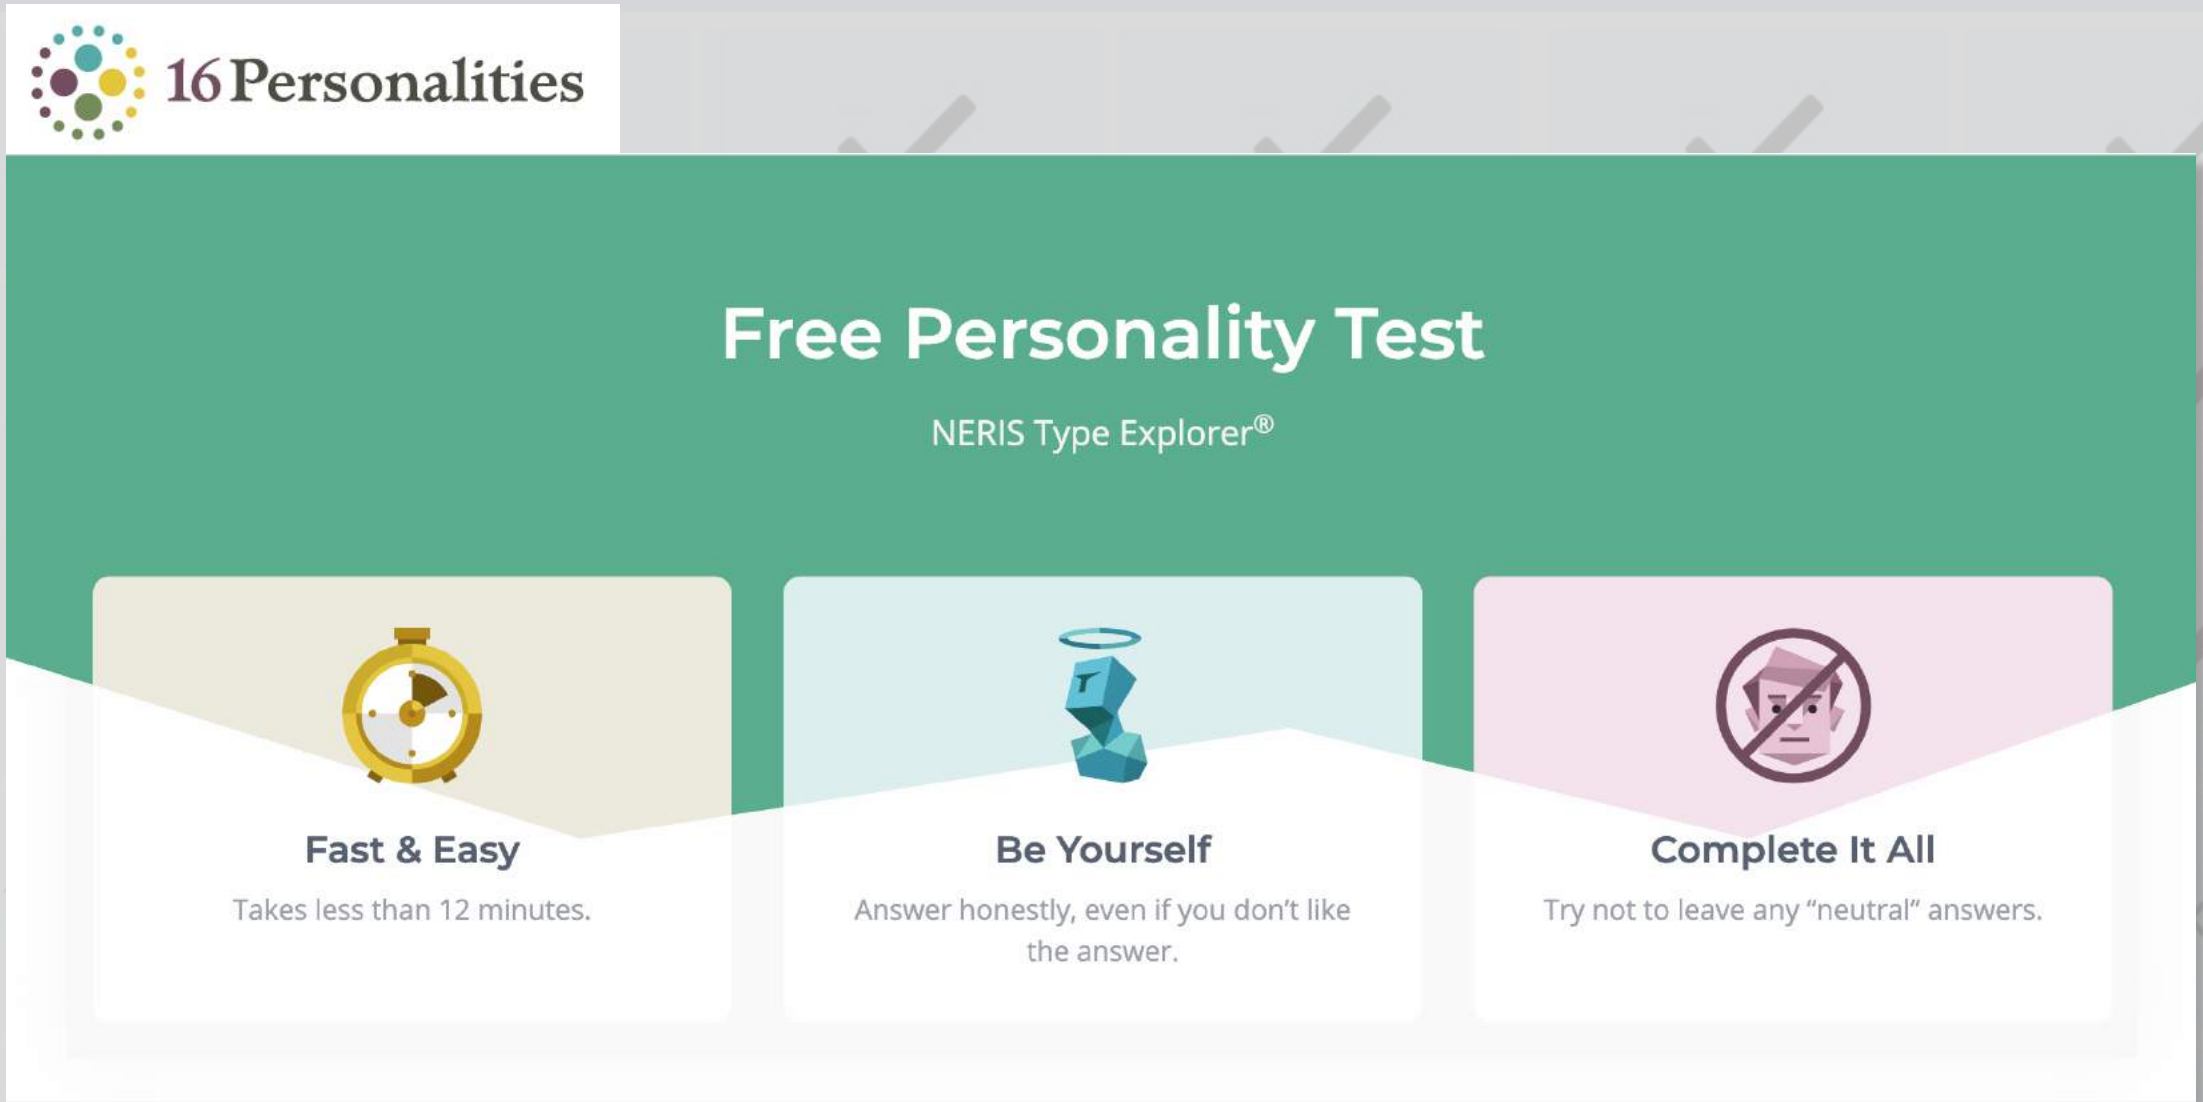 16Personalities
Free Personality Test
NERIS Type Explorer®
Fast & Easy
Takes less than 12 minutes.
Be Yourself
Answer honestly, even if you don’t like
the answer.
Complete It All
Try not to leave any “neutral” answers.